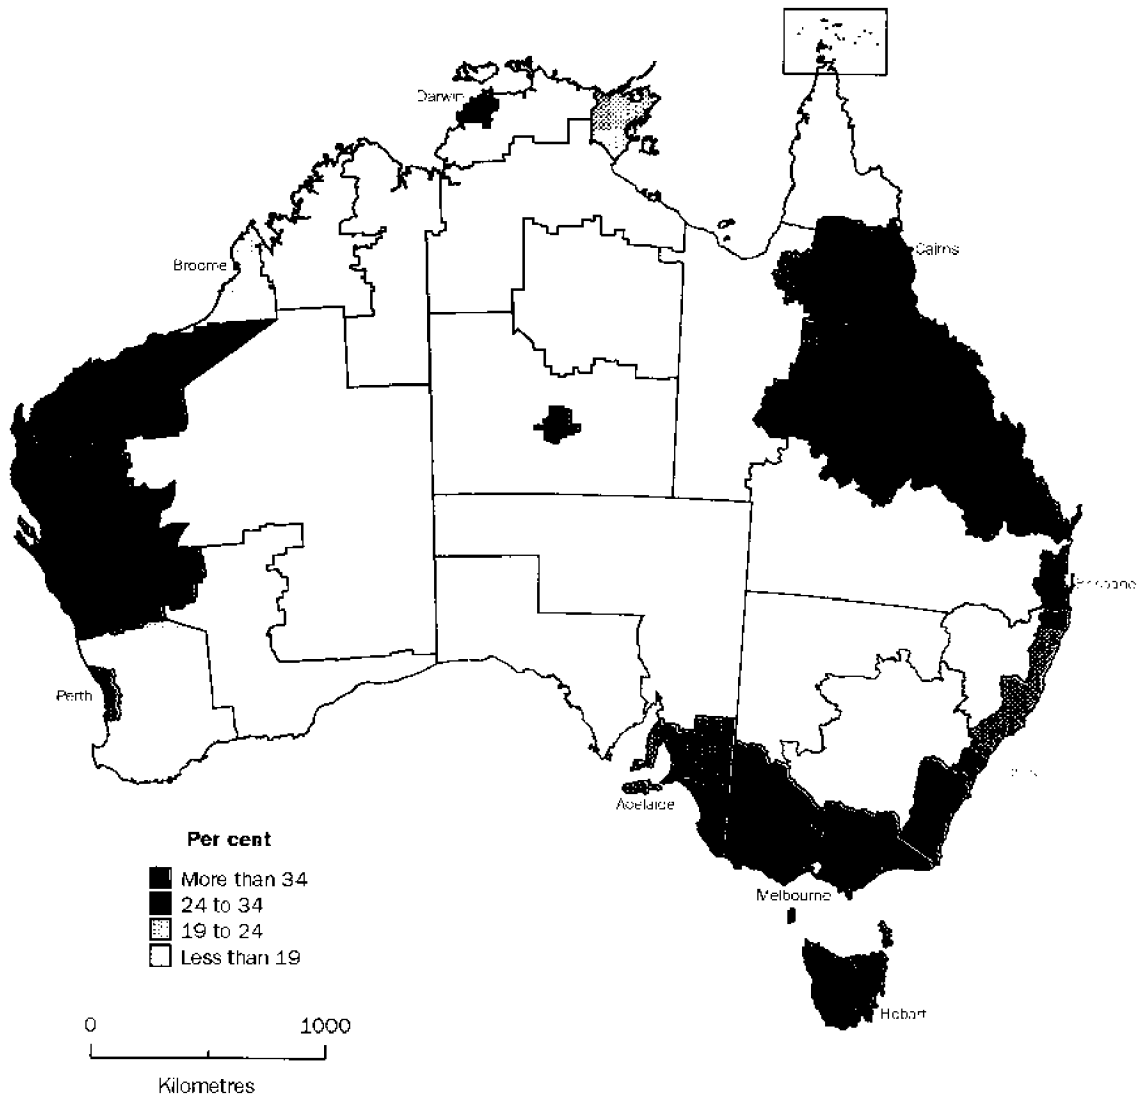 Darwin
Cairns
Broome
Perth
Adelaide
Per cent
More than 34
24 to 34
19 to 24
Less than 19
Melbourne
Hobart
0 1000
Kilometres